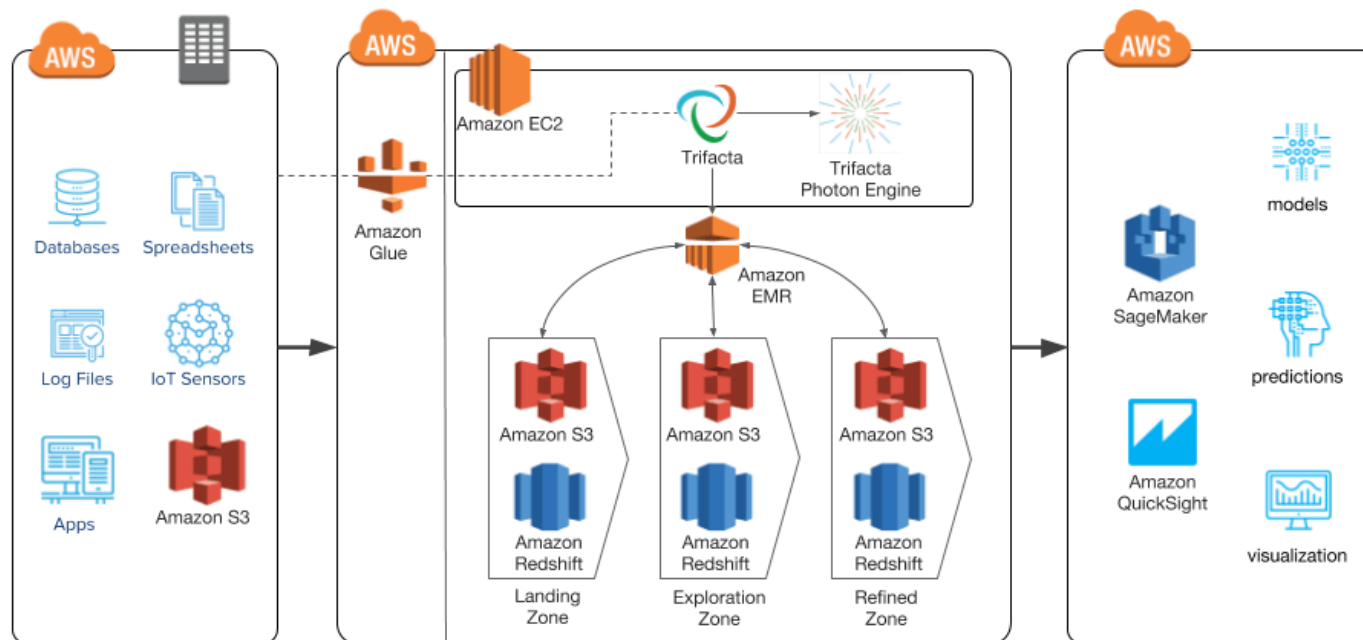 AWS
Databases
Spreadsheets
Log Files
IoT Sensors
Apps
Amazon S3
AWS
Amazon
Glue
Amazon EC2
Trifacta
Trifacta
Photon Engine
Amazon
EMR
Amazon S3
Amazon
Redshift
Landing
Zone
Amazon S3
Amazon
Redshift
Exploration
Zone
Amazon S3
Amazon
Redshift
Refined
Zone
AWS
Amazon
SageMaker
Amazon
QuickSight
models
predictions
visualization